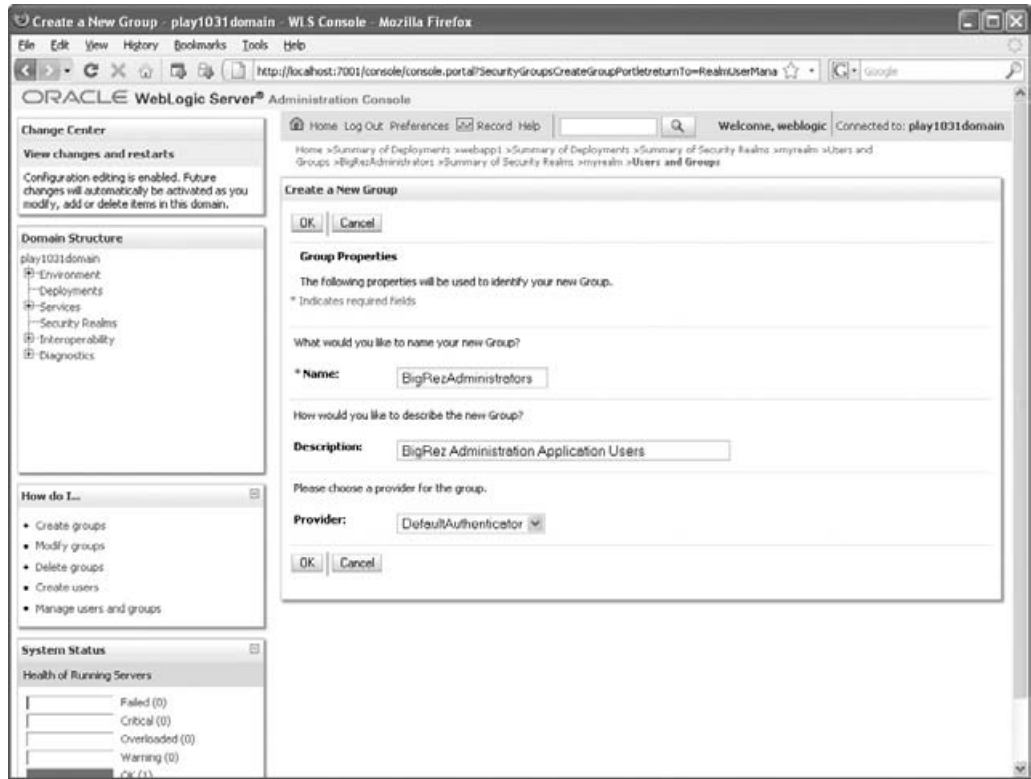 Create a New Group - play1031domain - WLS Console - Mozilla Firefox
File Edit View History Bookmarks Tools Help
http://localhost:7001/console/console.portal?SecurityGroupsCreateGroupPortletreturnTo=RealmUserMana
Google
ORACLE WebLogic Server® Administration Console
Change Center
View changes and restarts
Configuration editing is enabled. Future
changes will automatically be activated as you
modify, add or delete items in this domain.
Domain Structure
play1031domain
Environment
Deployments
Services
Security Realms
Interoperability
Diagnostics
How do I...
Create groups
Modify groups
Delete groups
Create users
Manage users and groups
System Status
Health of Running Servers
Failed (0)
Critical (0)
Overloaded (0)
Warning (0)
OK (1)
Home Log Out Preferences Record Help
Welcome, weblogic Connected to: play1031domain
Home >Summary of Deployments >webapp1 >Summary of Deployments >Summary of Security Realms >myrealm >Users and
Groups >BigRezAdministrators >Summary of Security Realms >myrealm >Users and Groups
Create a New Group
OK Cancel
Group Properties
The following properties will be used to identify your new Group.
* Indicates required fields
What would you like to name your new Group?
* Name: BigRezAdministrators
How would you like to describe the new Group?
Description: BigRez Administration Application Users
Please choose a provider for the group.
Provider: DefaultAuthenticator
OK Cancel